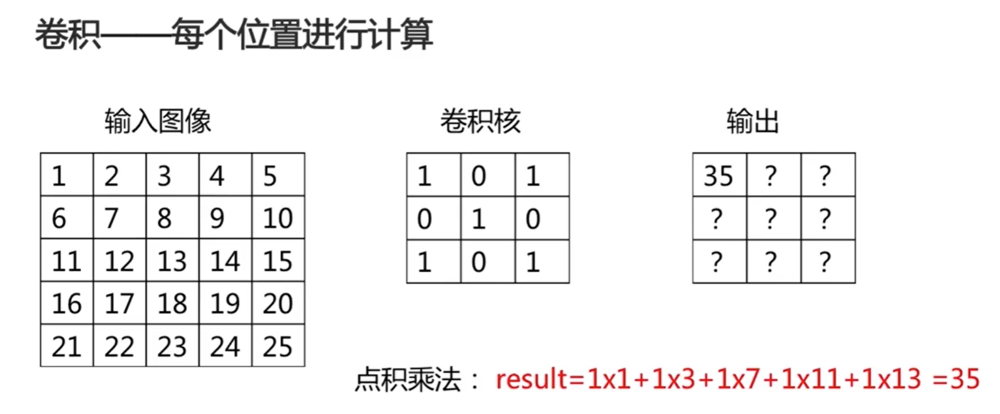 卷积——每个位置进行计算
输入图像 卷积核 输出
1 2 3 4 5 1 0 1 35 ? ?
6 7 8 9 10 0 1 0 ? ? ?
11 12 13 14 15 1 0 1 ? ? ?
16 17 18 19 20
21 22 23 24 25
点积乘法： result=1x1+1x3+1x7+1x11+1x13 =35